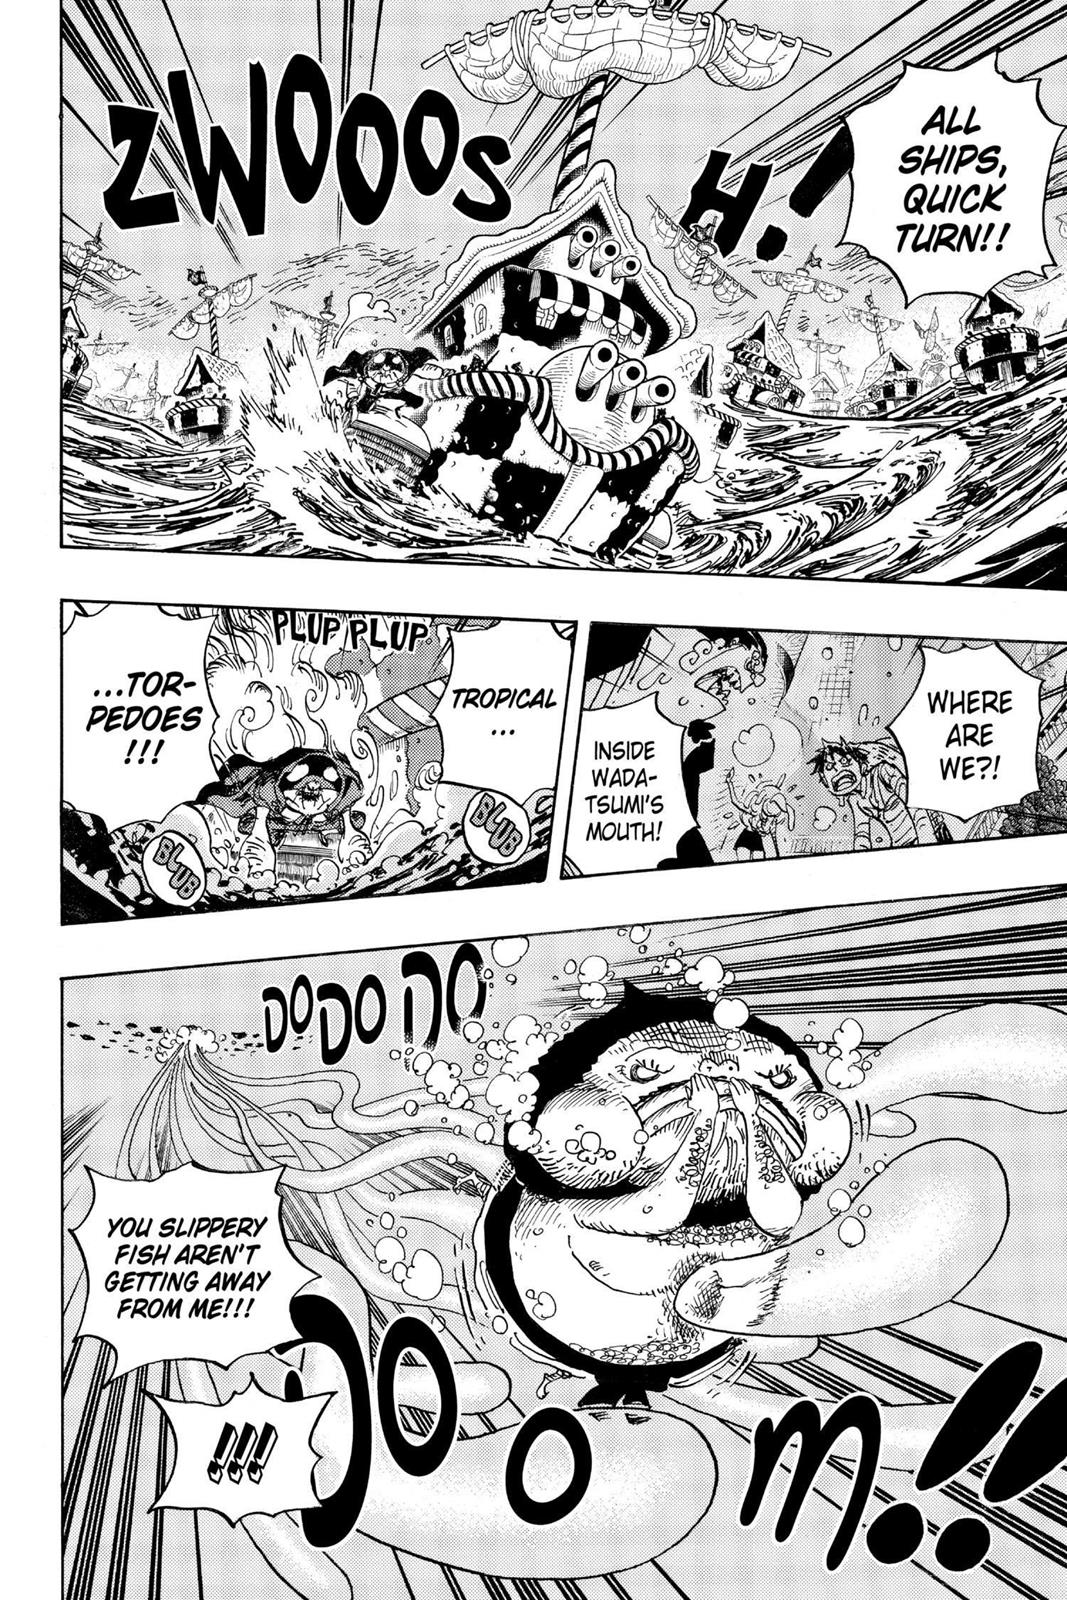 ALL
SHIPS,
QUICK
TURN!!
ZWOOOSH!
WHERE
ARE
WE?!
INSIDE
WADA-
TSUMI'S
MOUTH!
PLUP PLUP
TROPICAL
...
...TOR-
PEDOES
!!!
BLUB
BLUB
DODODODO
YOU SLIPPERY
FISH AREN'T
GETTING AWAY
FROM ME!!!
!!!
DOOOM!!